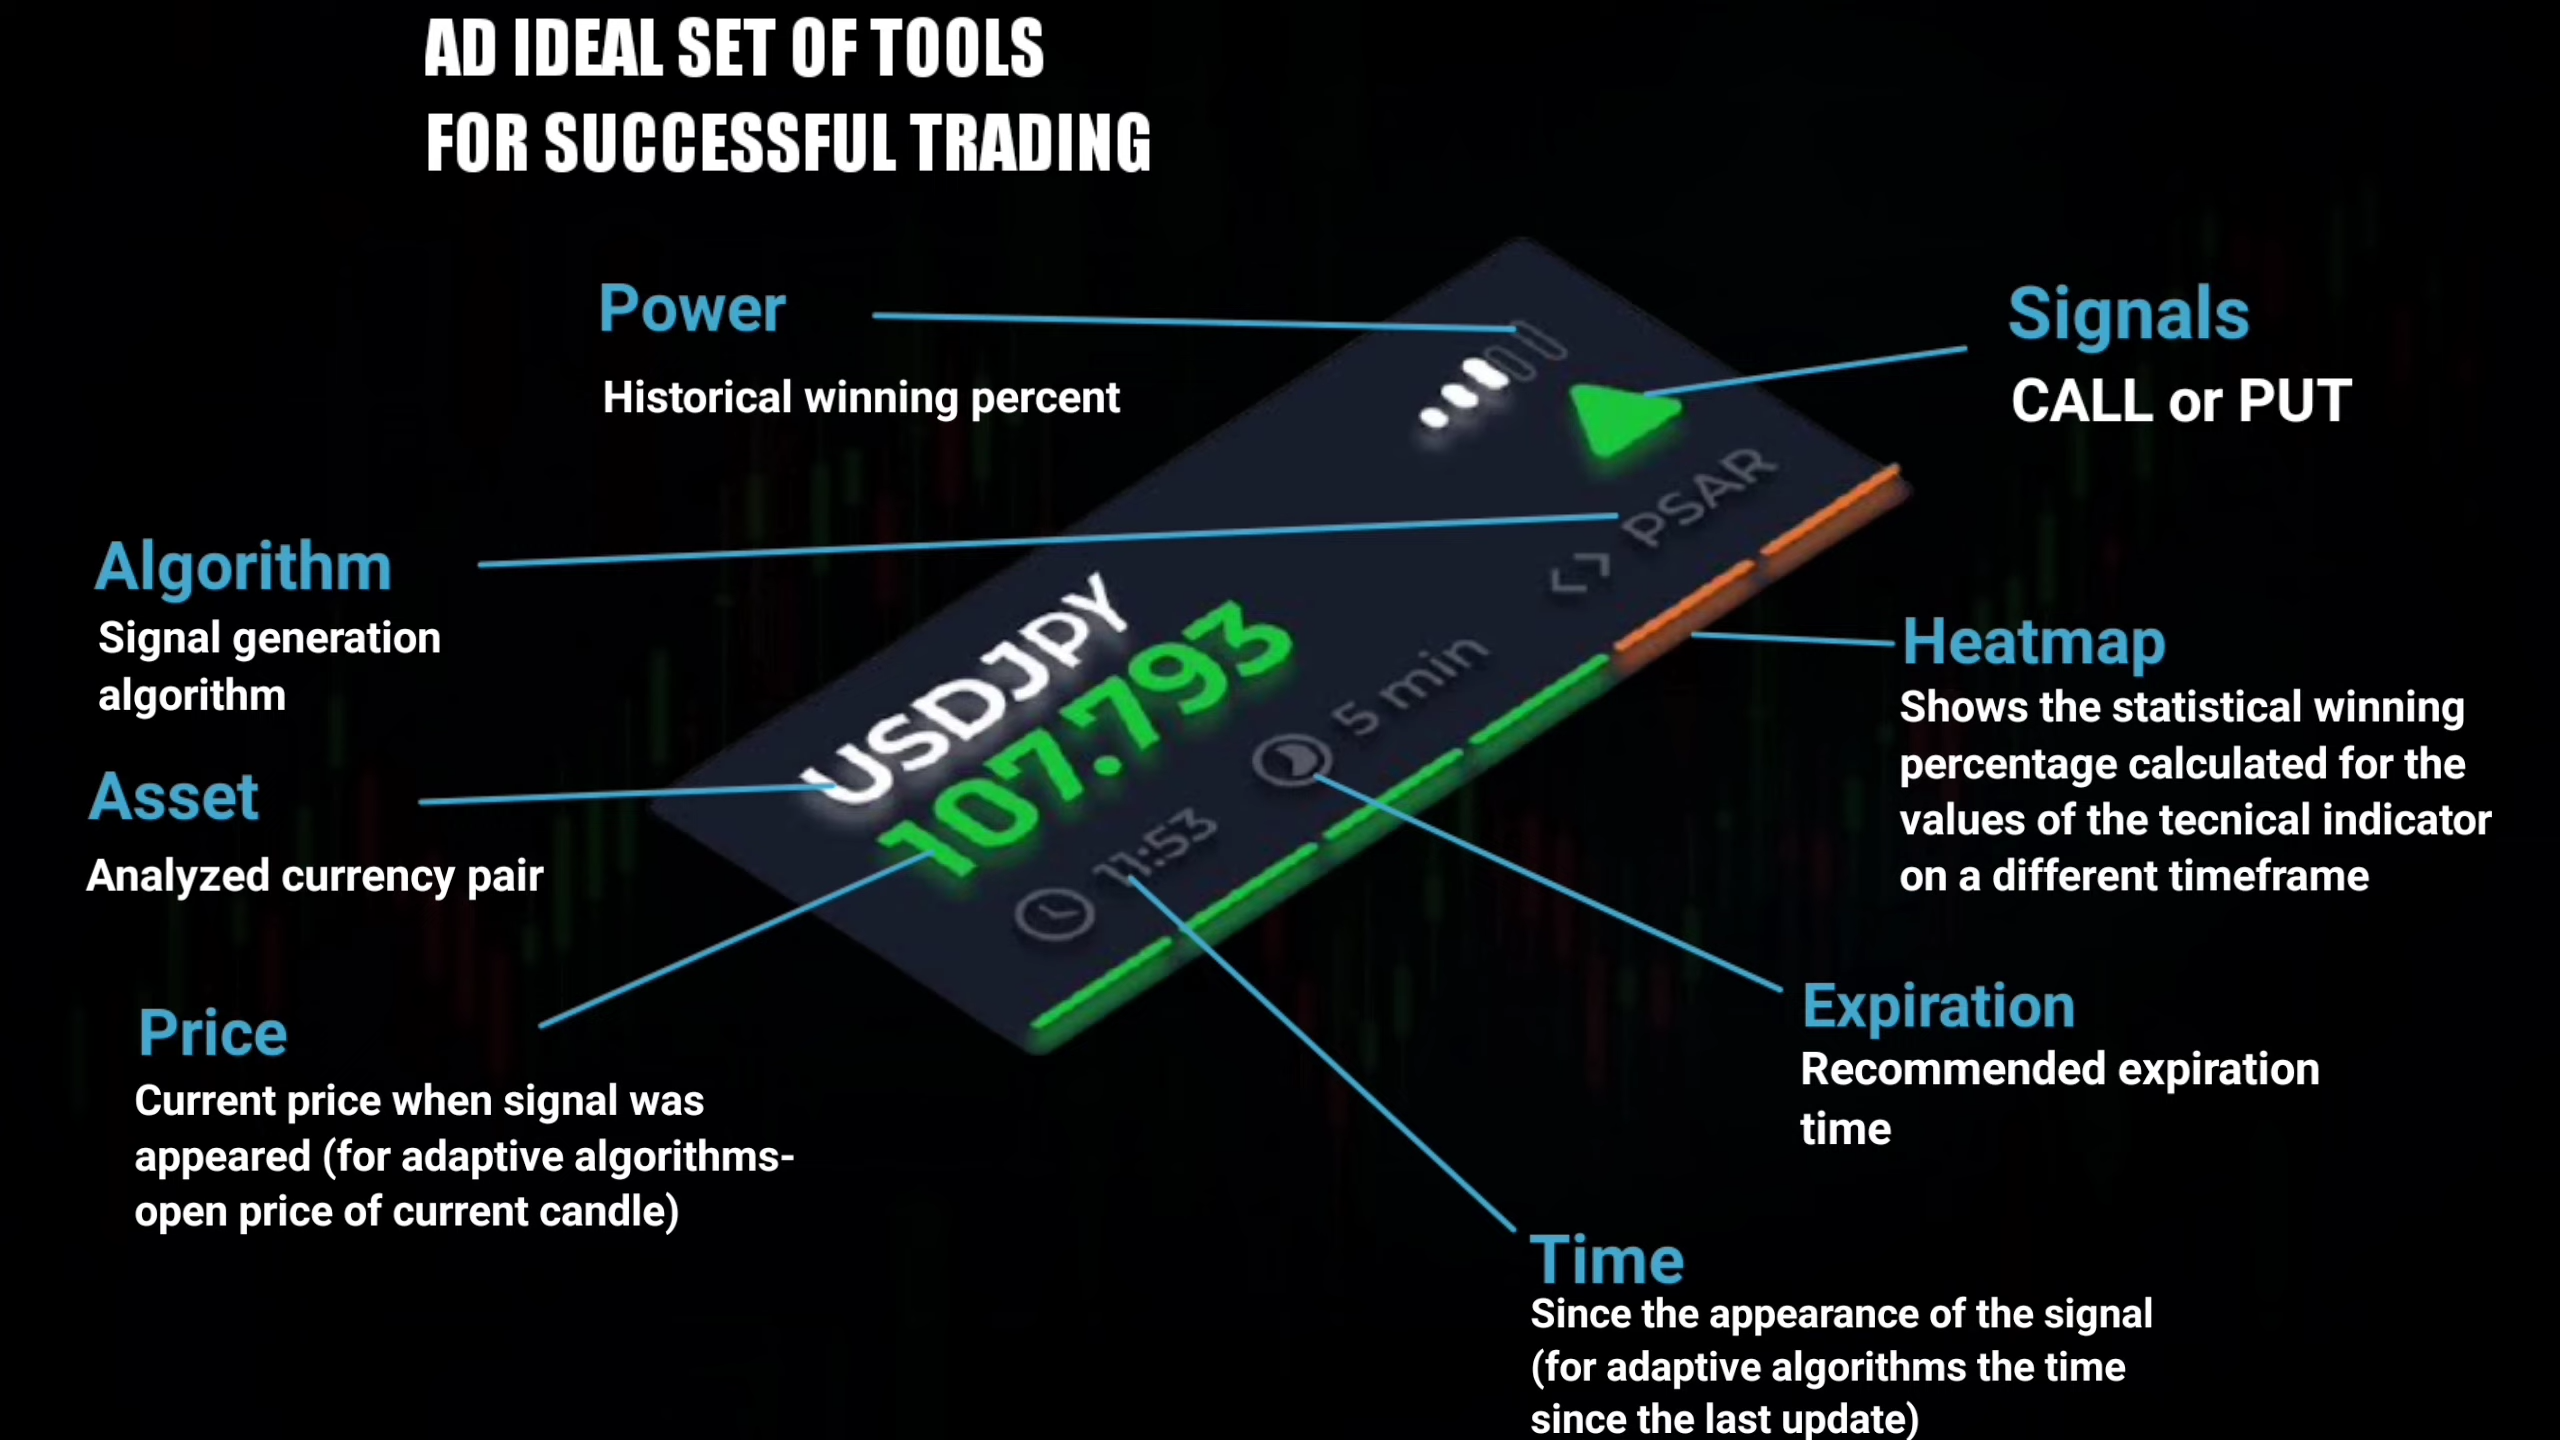 AD IDEAL SET OF TOOLS
FOR SUCCESSFUL TRADING
Power
Historical winning percent
Signals
CALL or PUT
Algorithm
Signal generation
algorithm
Asset
Analyzed currency pair
Price
Current price when signal was
appeared (for adaptive algorithms-
open price of current candle)
USDJPY
107.793
11:53
5 min
<> PSAR
Heatmap
Shows the statistical winning
percentage calculated for the
values of the tecnical indicator
on a different timeframe
Expiration
Recommended expiration
time
Time
Since the appearance of the signal
(for adaptive algorithms the time
since the last update)